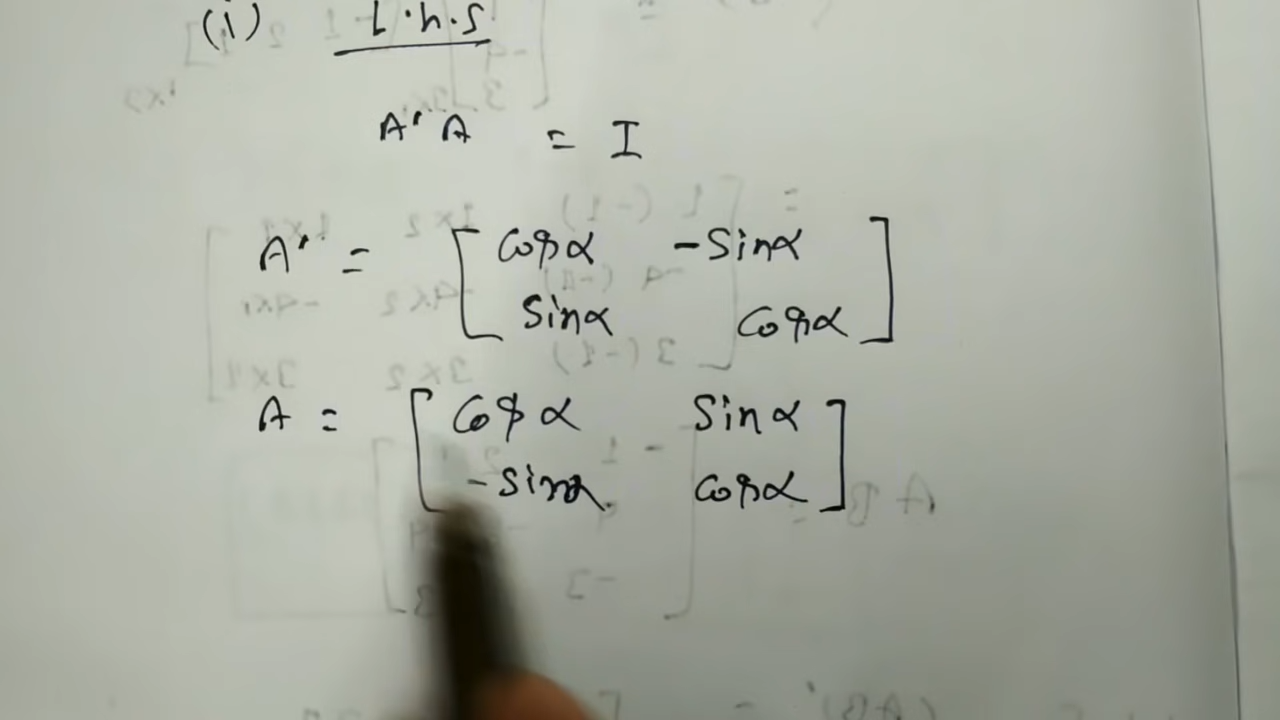 (i) L.h.s
A' A = I
A' = [ Cosα -Sinα
Sinα Cosα ]
A = [ Cosα Sinα
-Sinα Cosα ]